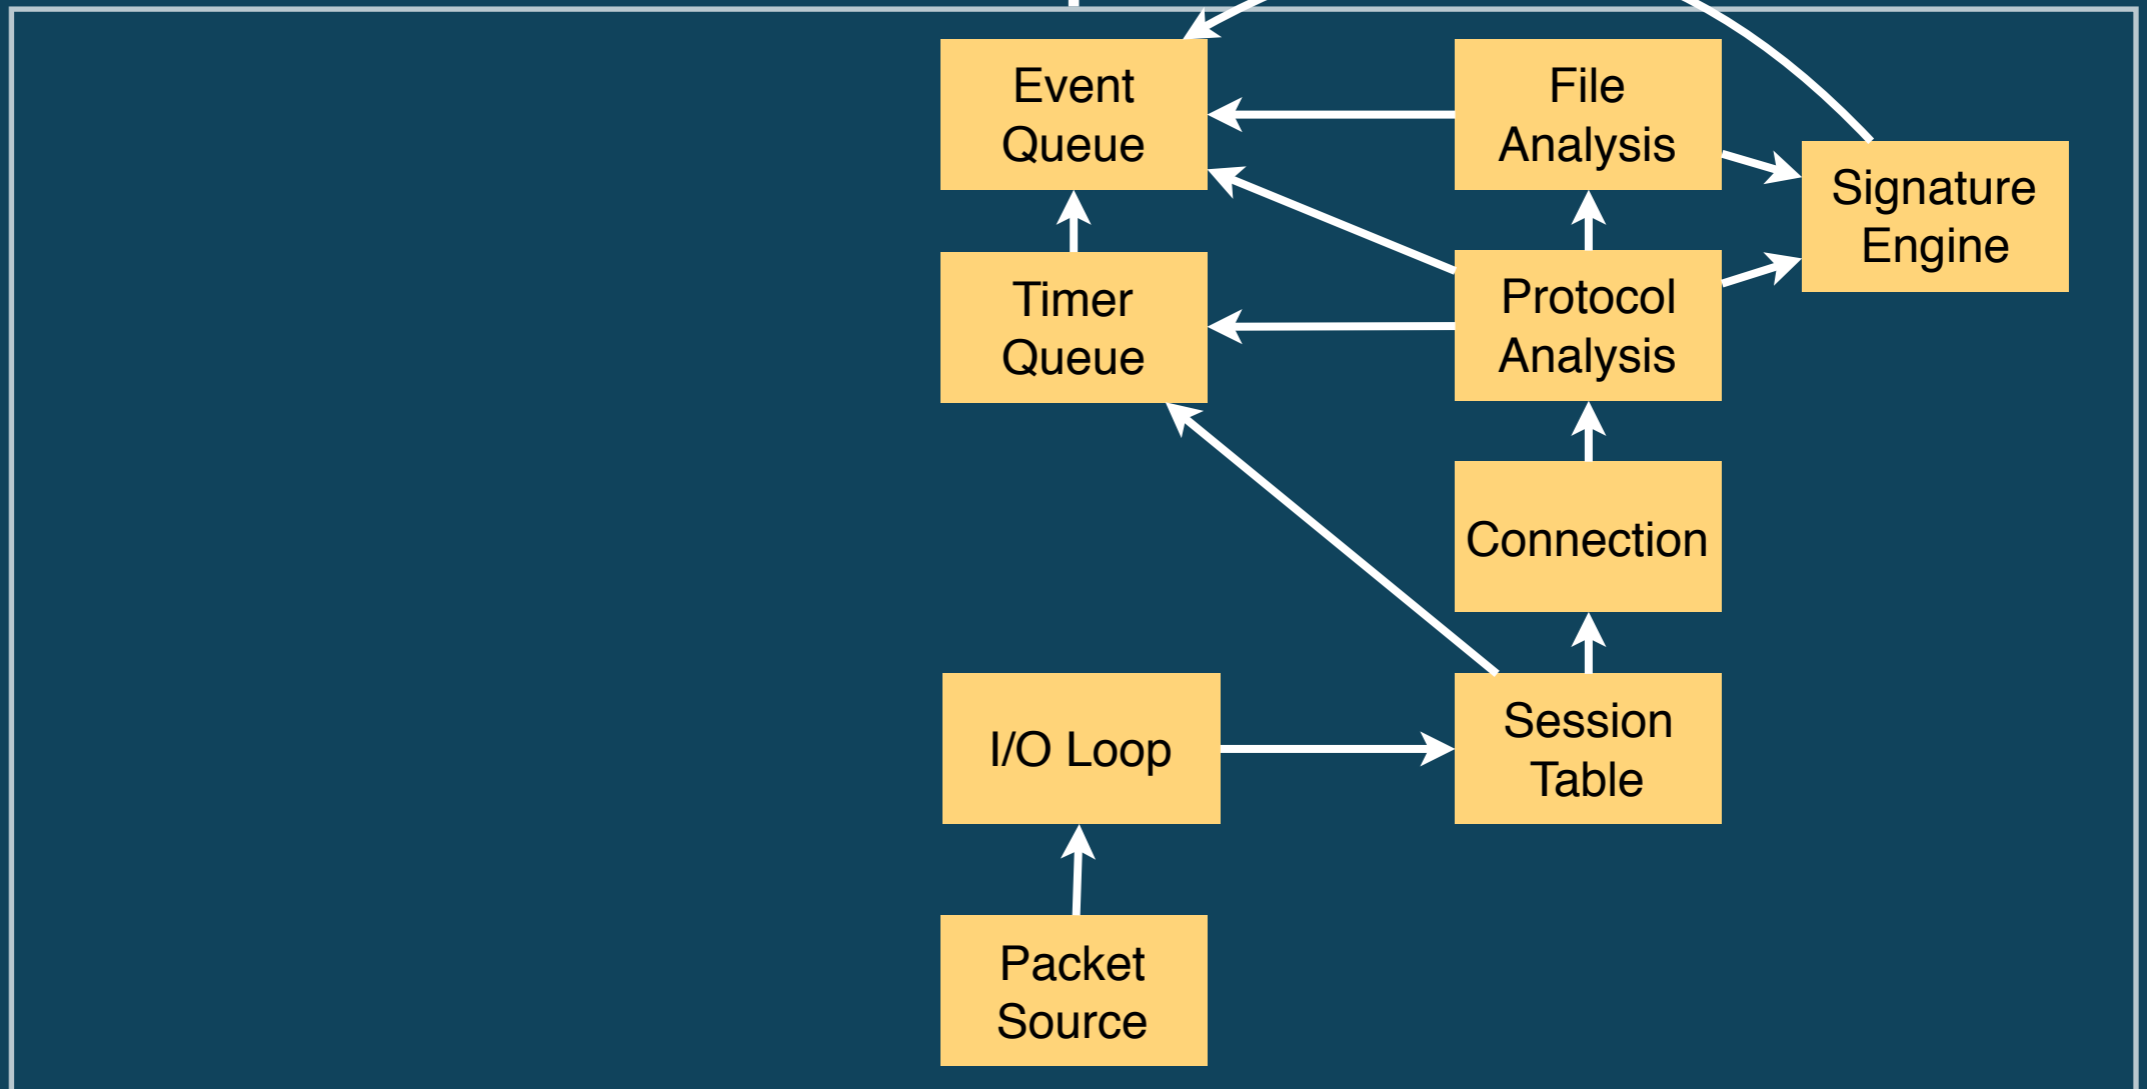 Event
Queue
File
Analysis
Signature
Engine
Timer
Queue
Protocol
Analysis
Connection
I/O Loop
Session
Table
Packet
Source